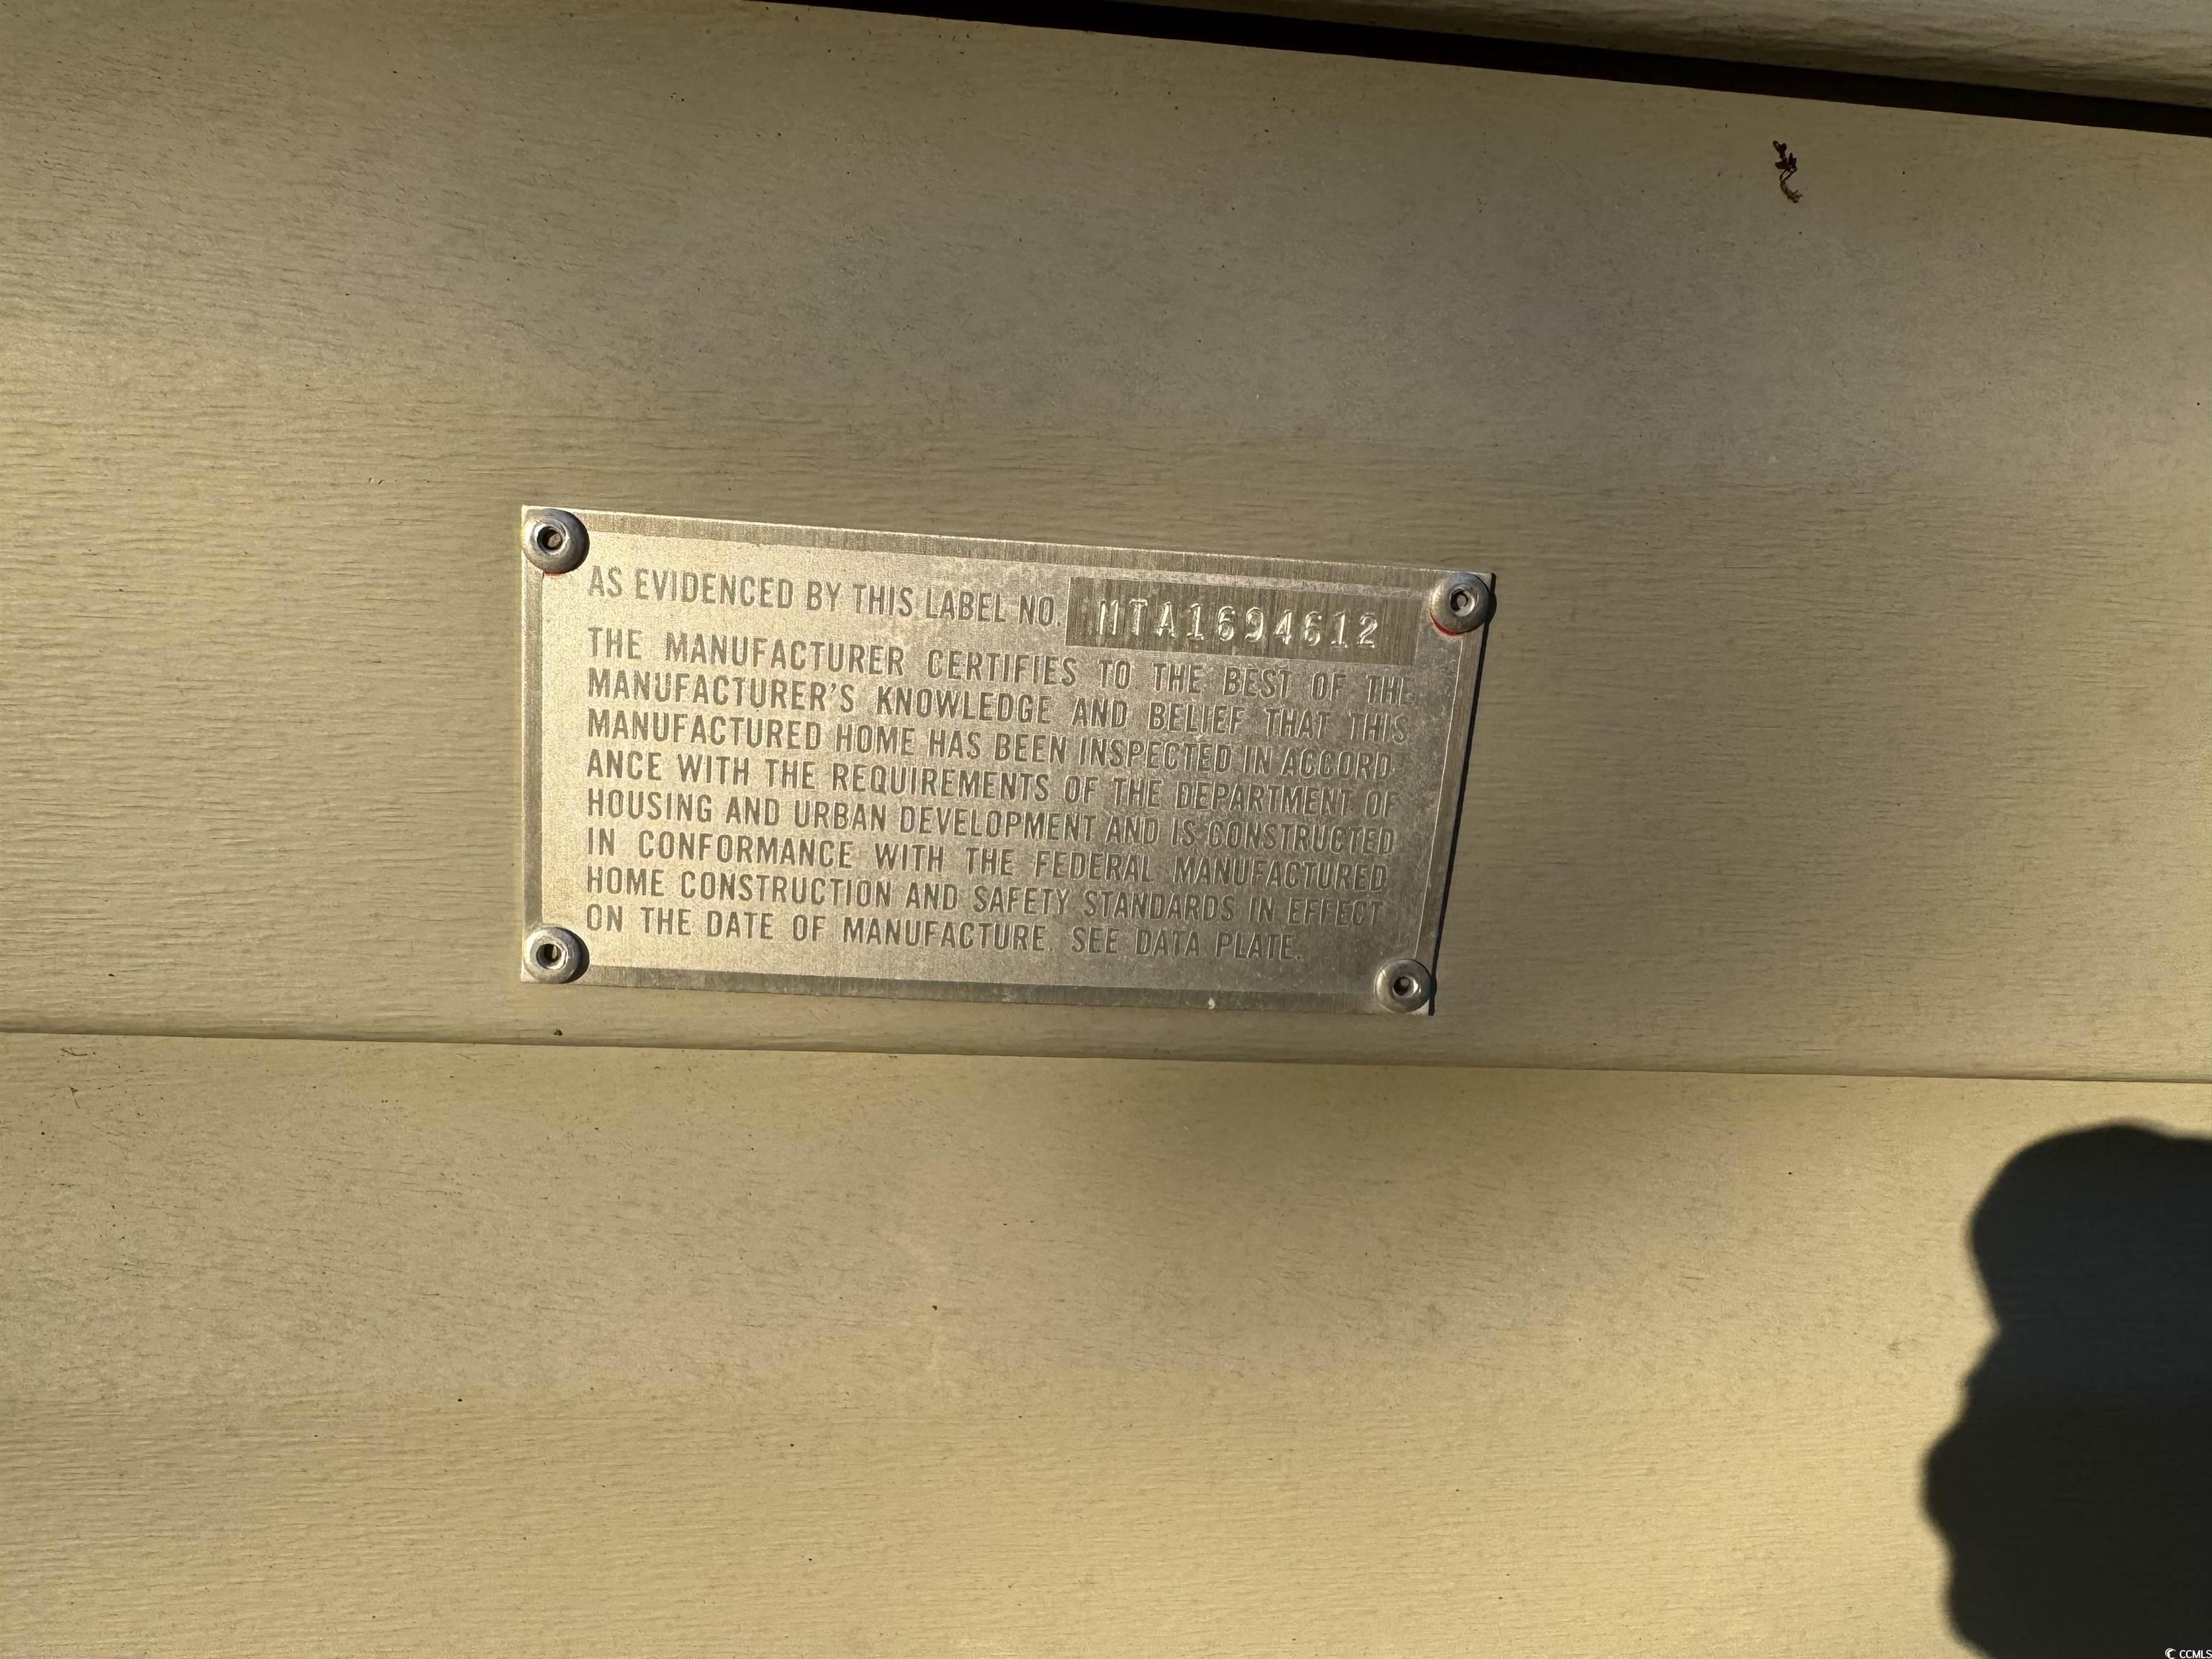 AS EVIDENCED BY THIS LABEL NO. NTA1694612
THE MANUFACTURER CERTIFIES TO THE BEST OF THE
MANUFACTURER'S KNOWLEDGE AND BELIEF THAT THIS
MANUFACTURED HOME HAS BEEN INSPECTED IN ACCORD-
ANCE WITH THE REQUIREMENTS OF THE DEPARTMENT OF
HOUSING AND URBAN DEVELOPMENT AND IS CONSTRUCTED
IN CONFORMANCE WITH THE FEDERAL MANUFACTURED
HOME CONSTRUCTION AND SAFETY STANDARDS IN EFFECT
ON THE DATE OF MANUFACTURE. SEE DATA PLATE.
CCMLS